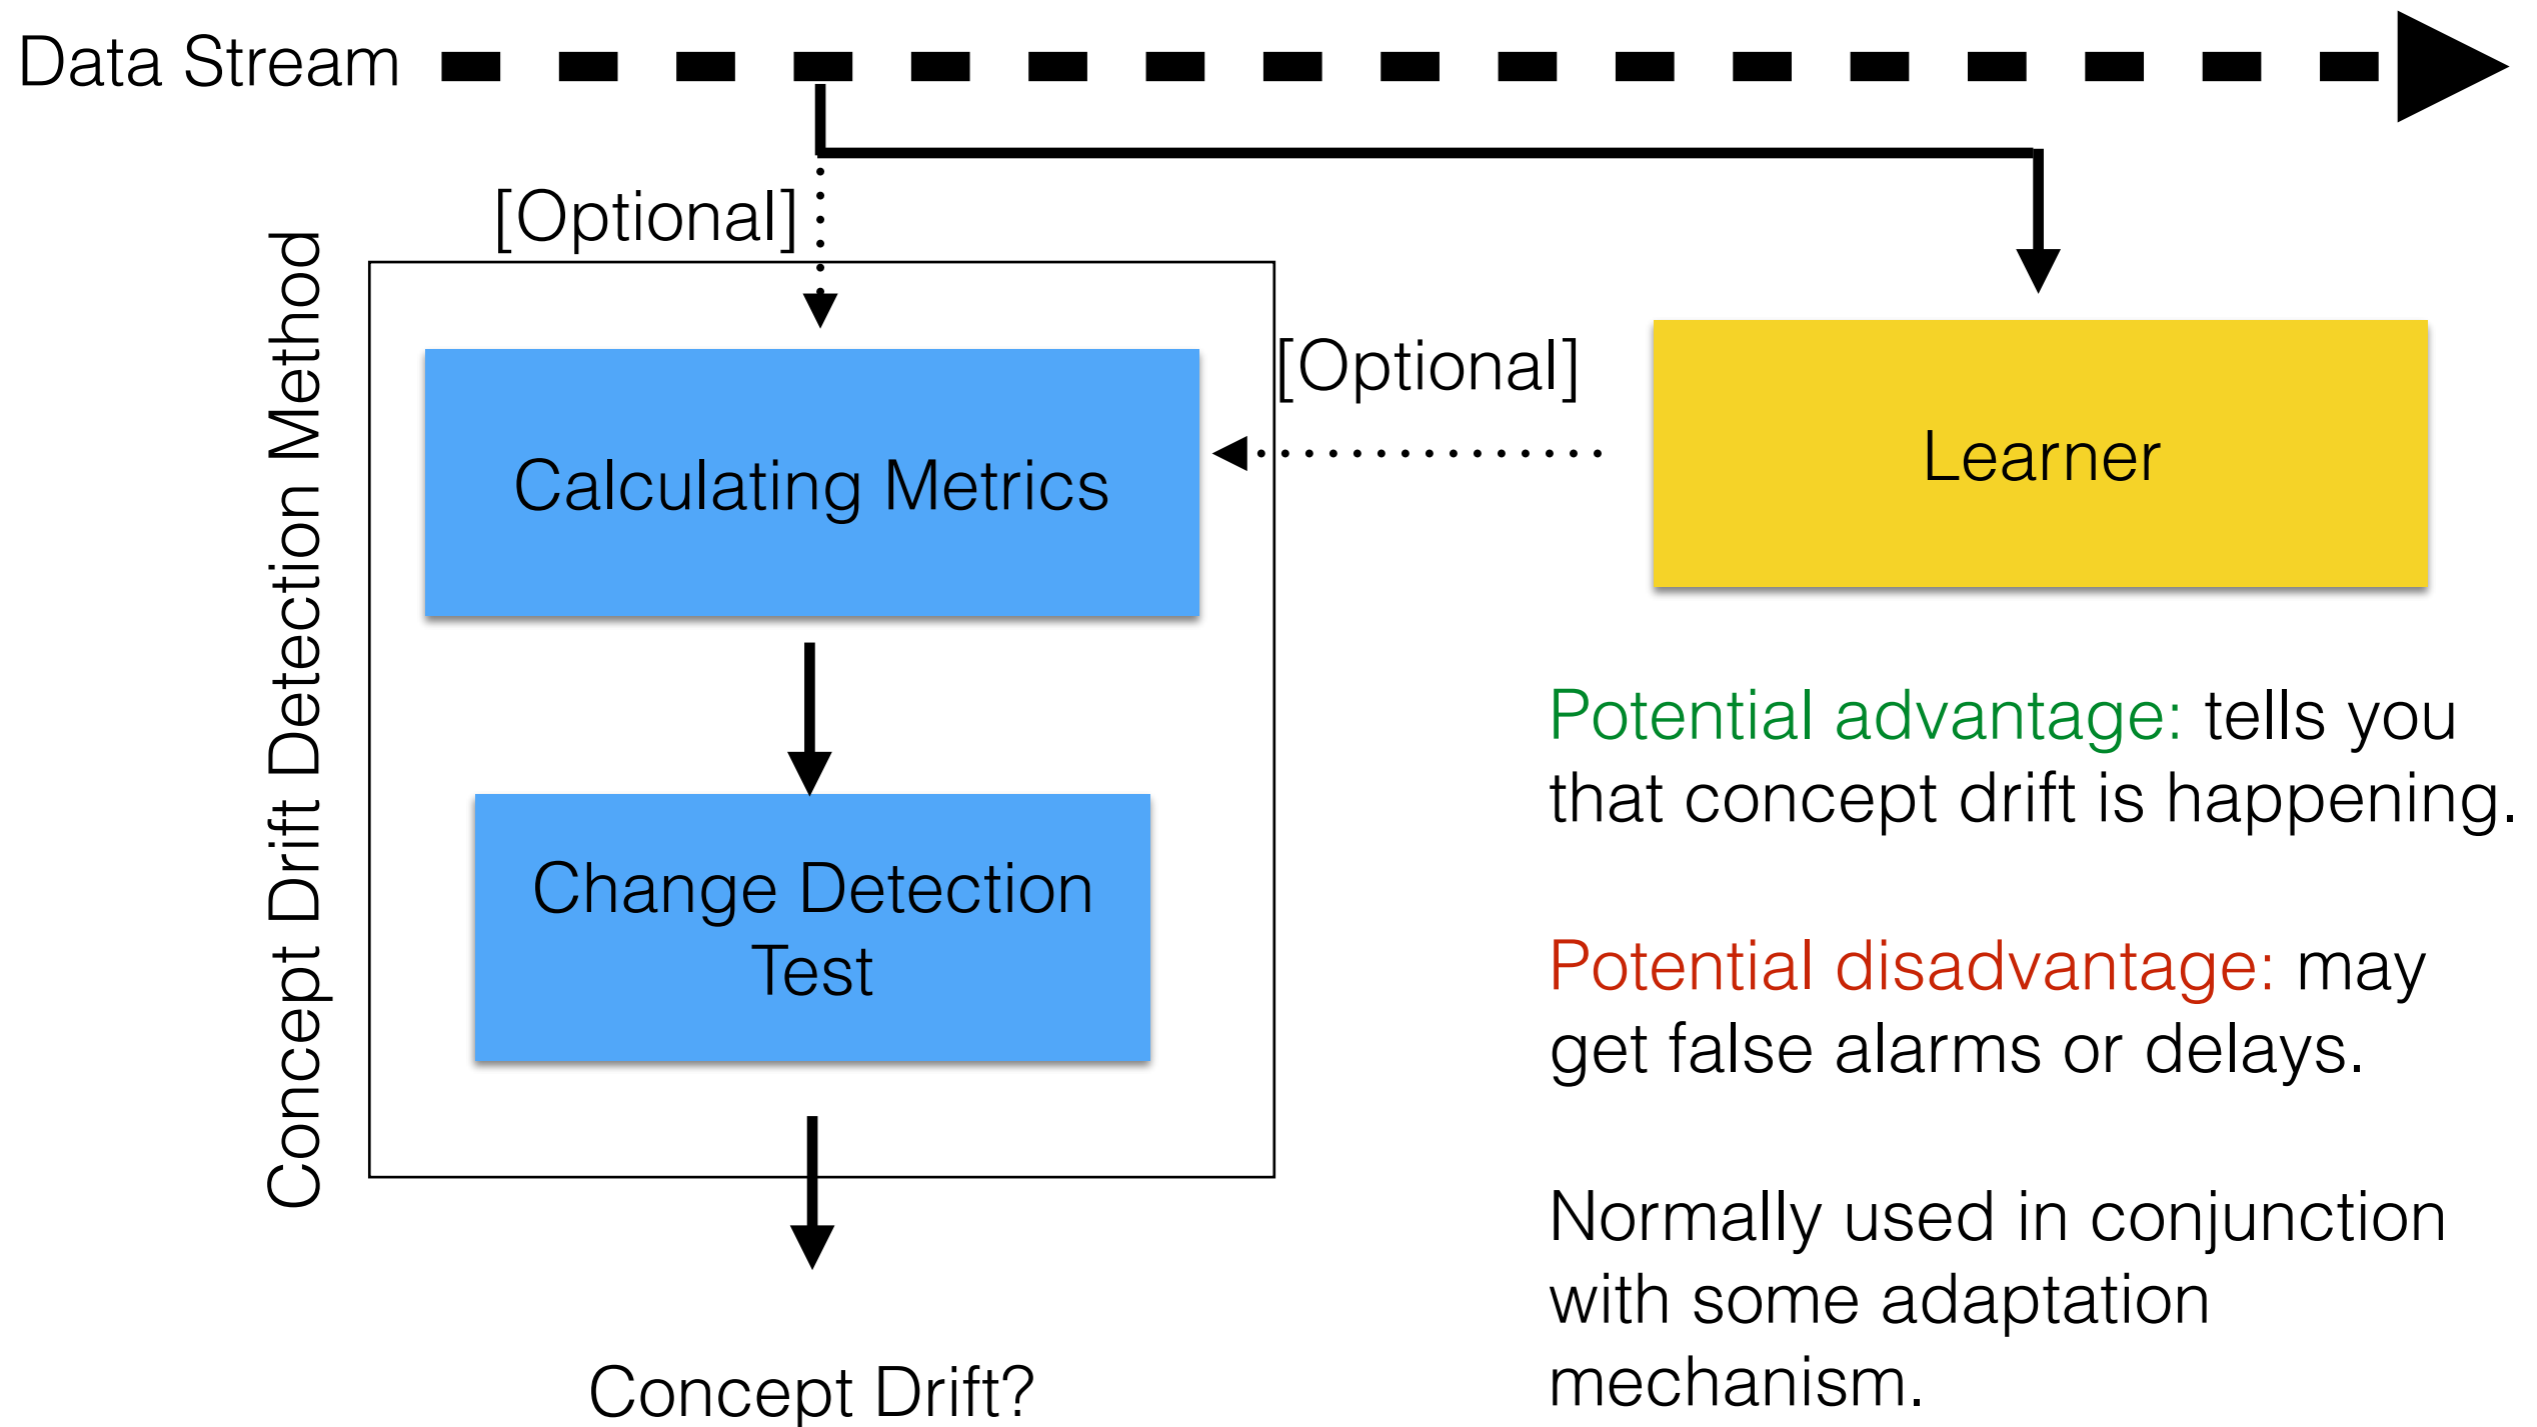 Data Stream
[Optional]
Concept Drift Detection Method
[Optional]
Calculating Metrics
Learner
Change Detection
Test
Concept Drift?
Potential advantage: tells you
that concept drift is happening.
Potential disadvantage: may
get false alarms or delays.
Normally used in conjunction
with some adaptation
mechanism.